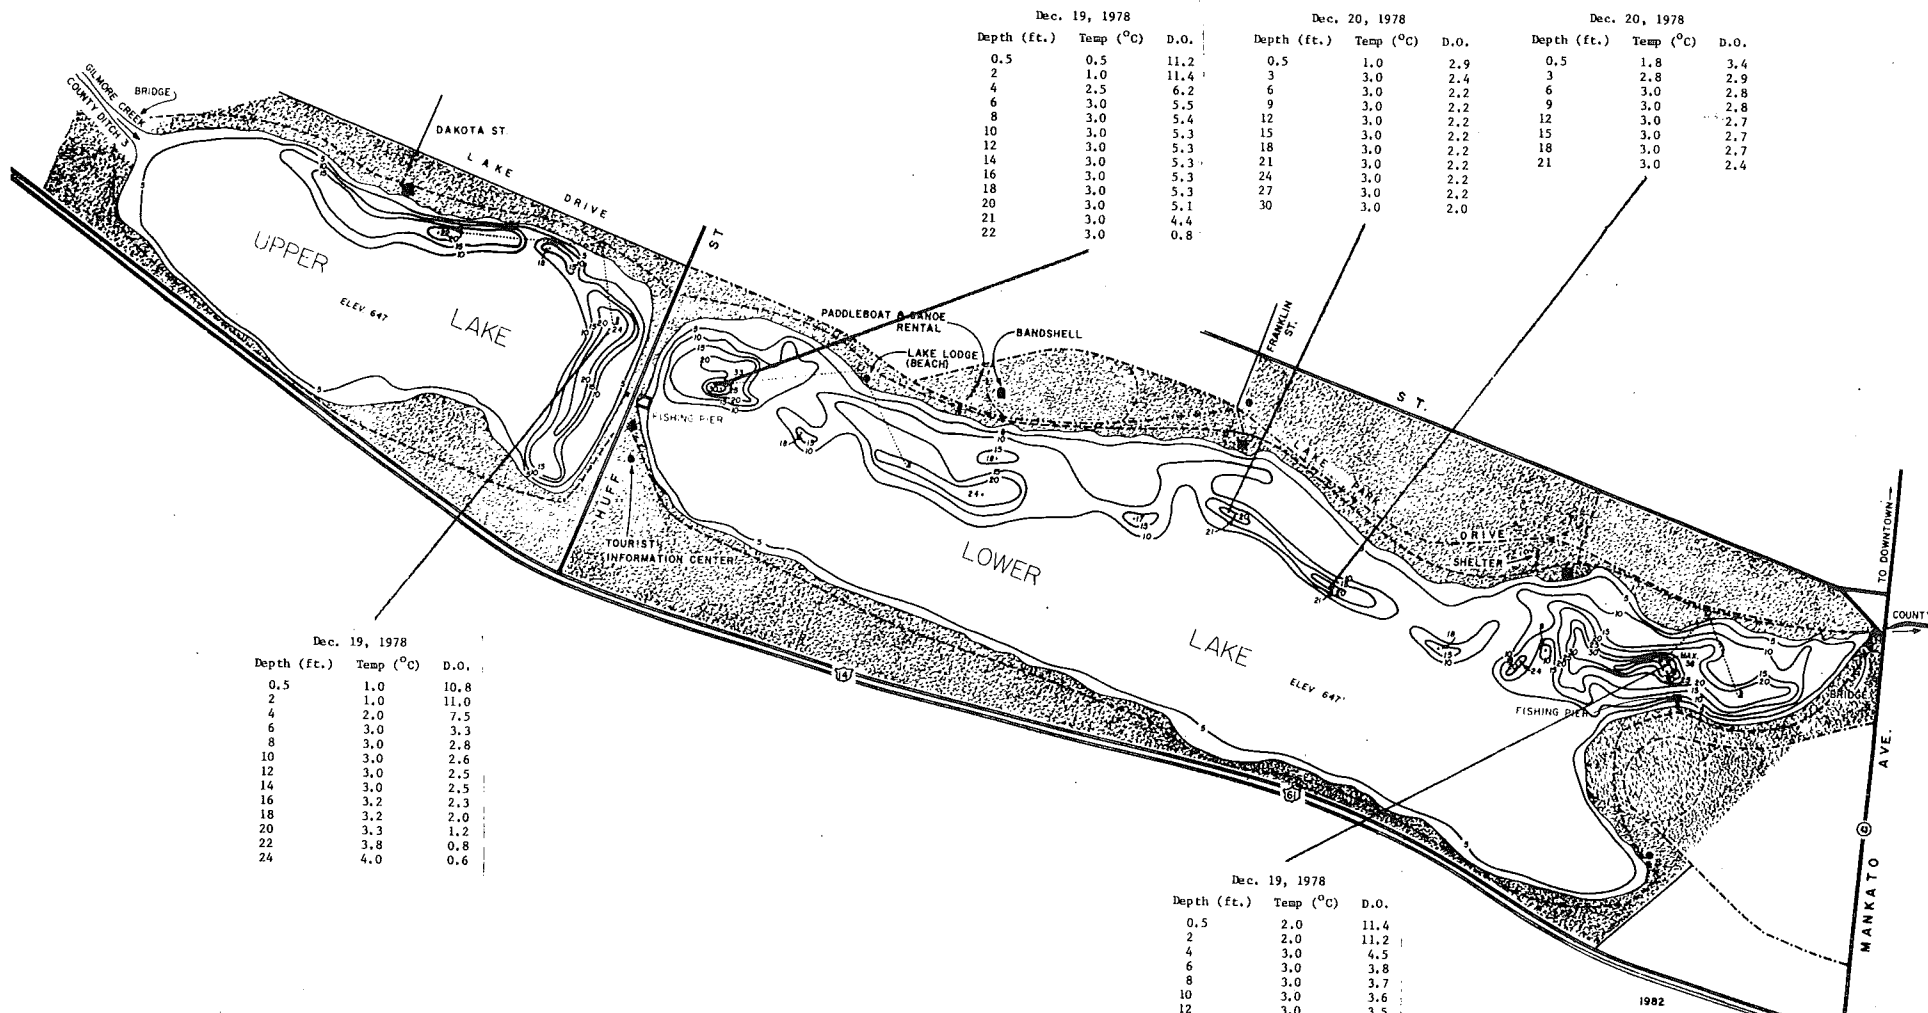 Dec. 19, 1978
Depth (ft.) Temp (°C) D.O.
0.5 0.5 11.2
2 1.0 11.4
4 2.5 6.2
6 3.0 5.5
8 3.0 5.4
10 3.0 5.3
12 3.0 5.3
14 3.0 5.3
16 3.0 5.3
18 3.0 5.3
20 3.0 5.1
21 3.0 4.4
22 3.0 0.8
Dec. 20, 1978
Depth (ft.) Temp (°C) D.O.
0.5 1.0 2.9
3 3.0 2.4
6 3.0 2.2
9 3.0 2.2
12 3.0 2.2
15 3.0 2.2
18 3.0 2.2
21 3.0 2.2
24 3.0 2.2
27 3.0 2.2
30 3.0 2.0
Dec. 20, 1978
Depth (ft.) Temp (°C) D.O.
0.5 1.8 3.4
3 2.8 2.9
6 3.0 2.8
9 3.0 2.8
12 3.0 2.7
15 3.0 2.7
18 3.0 2.7
21 3.0 2.4
GILMORE CREEK
COUNTY DITCH 3
BRIDGE
DAKOTA ST.
LAKE DRIVE
UPPER
LAKE
ELEV 647
HUFF ST
PADDLEBOAT & CANOE
RENTAL
BANDSHELL
LAKE LODGE
(BEACH)
FRANKLIN
ST.
ST.
FISHING PIER
TOURIST
INFORMATION CENTER
LAKE PARK
DRIVE
SHELTER
LOWER
LAKE
ELEV 647'
FISHING PIER
MAX.
BRIDGE
TO DOWNTOWN
COUNTY
MANKATO AVE.
43
14
61
Dec. 19, 1978
Depth (ft.) Temp (°C) D.O.
0.5 1.0 10.8
2 1.0 11.0
4 2.0 7.5
6 3.0 3.3
8 3.0 2.8
10 3.0 2.6
12 3.0 2.5
14 3.0 2.5
16 3.2 2.3
18 3.2 2.0
20 3.3 1.2
22 3.8 0.8
24 4.0 0.6
Dec. 19, 1978
Depth (ft.) Temp (°C) D.O.
0.5 2.0 11.4
2 2.0 11.2
4 3.0 4.5
6 3.0 3.8
8 3.0 3.7
10 3.0 3.6
12 3.0 3.5
1982